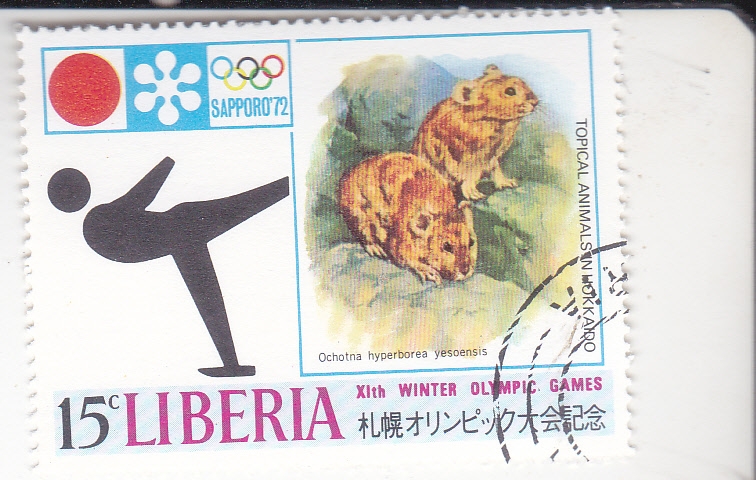 SAPPORO'72
TOPICAL ANIMALS IN HOKKAIDO
Ochotna hyperborea yesoensis
XIth WINTER OLYMPIC GAMES
15c LIBERIA
札幌オリンピック大会記念